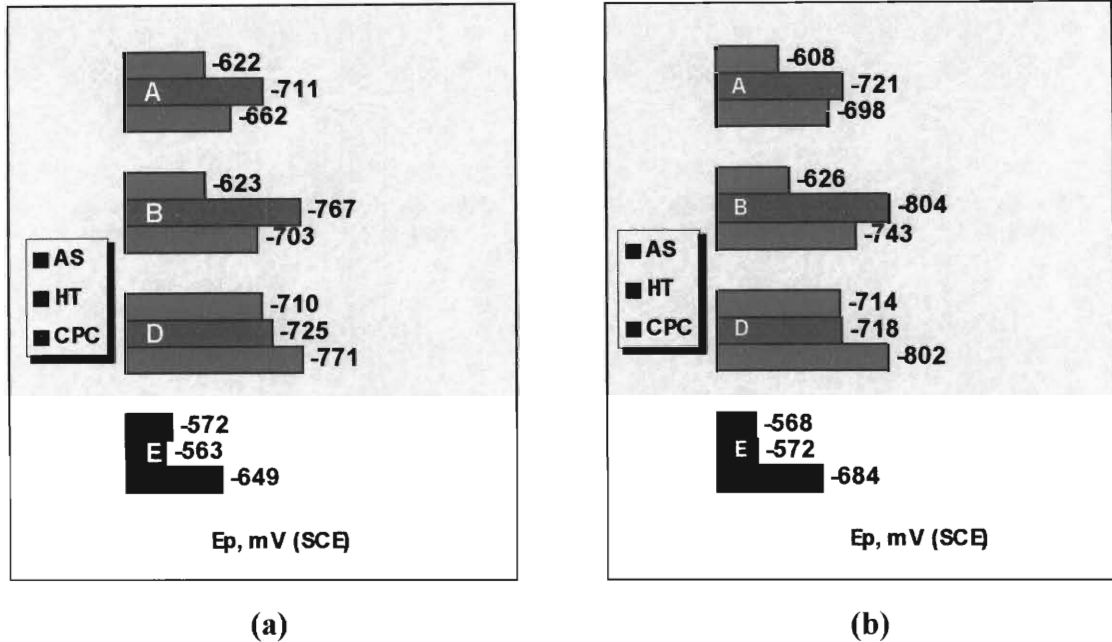 -622
A
-711
-662
-623
B
-767
-703
AS
HT
CPC
-710
-725
D
-771
-572
E
-563
-649
Ep, mV (SCE)
(a)
-608
A
-721
-698
-626
B
-804
-743
AS
HT
CPC
-714
D
-718
-802
-568
E
-572
-684
Ep, mV (SCE)
(b)